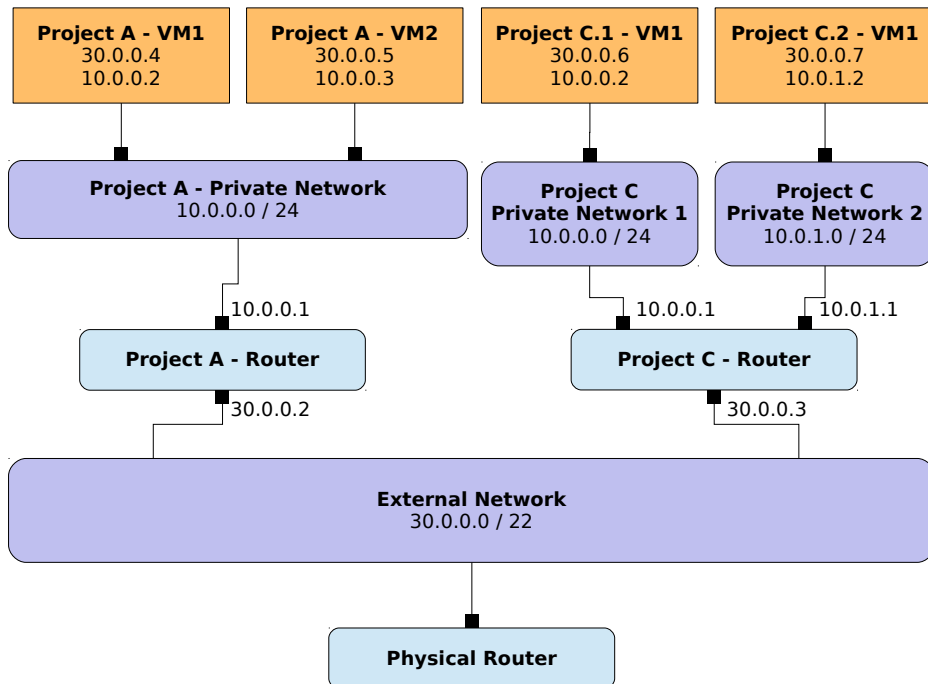 Project A - VM1
30.0.0.4
10.0.0.2
Project A - VM2
30.0.0.5
10.0.0.3
Project C.1 - VM1
30.0.0.6
10.0.0.2
Project C.2 - VM1
30.0.0.7
10.0.1.2
Project A - Private Network
10.0.0.0 / 24
Project C
Private Network 1
10.0.0.0 / 24
Project C
Private Network 2
10.0.1.0 / 24
10.0.0.1
10.0.0.1
10.0.1.1
Project A - Router
Project C - Router
30.0.0.2
30.0.0.3
External Network
30.0.0.0 / 22
Physical Router